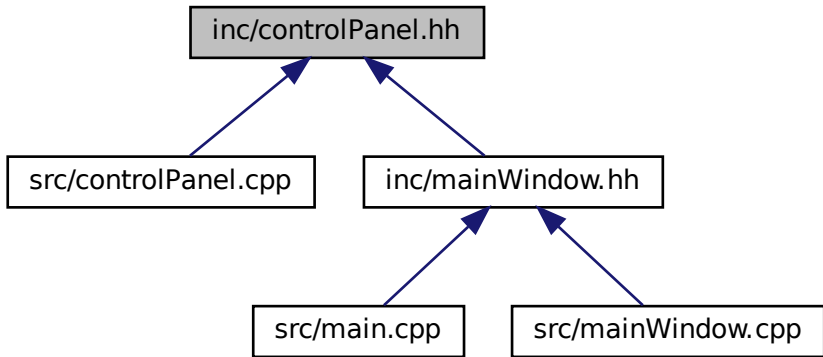 inc/controlPanel.hh
src/controlPanel.cpp
inc/mainWindow.hh
src/main.cpp
src/mainWindow.cpp